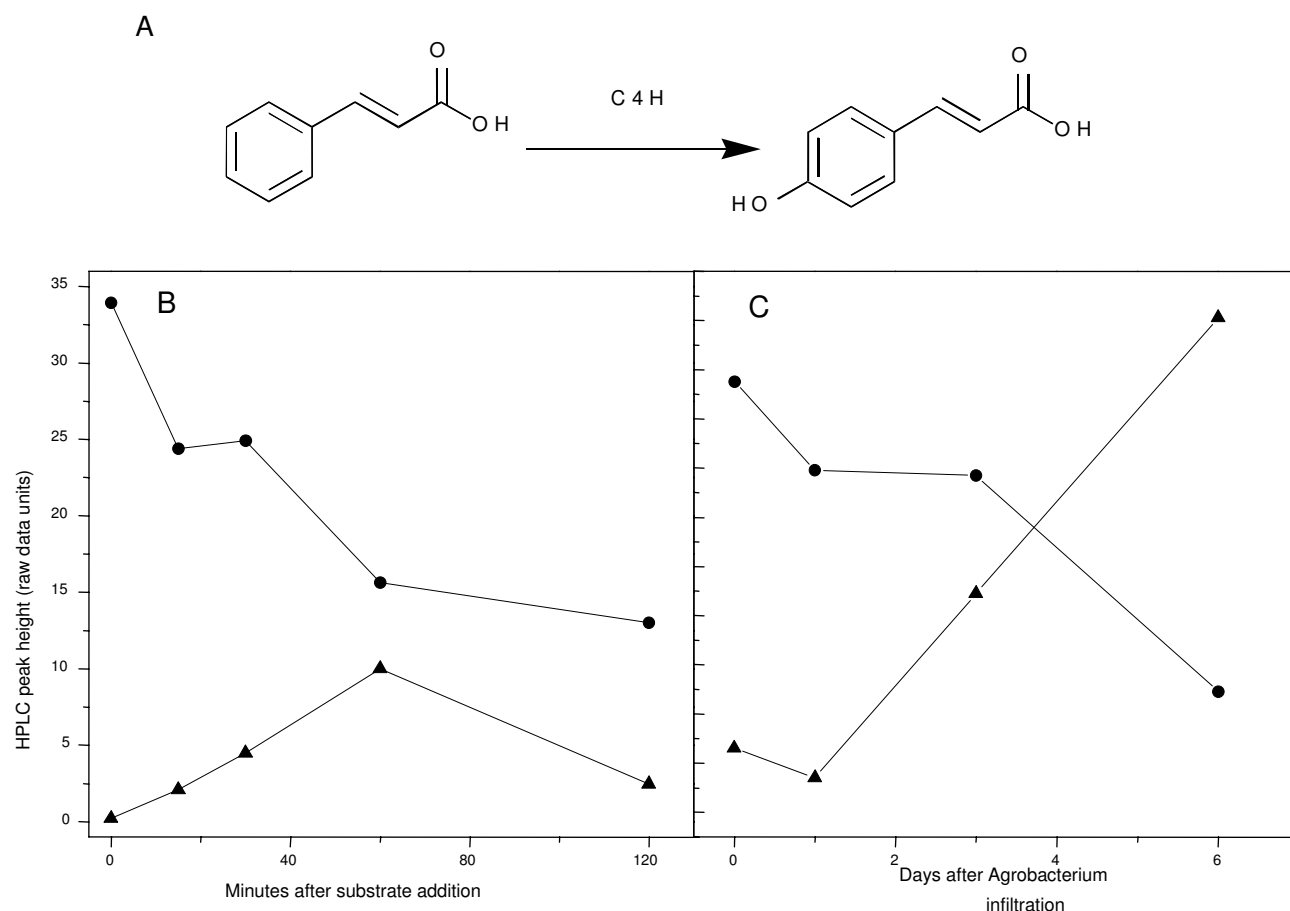 A
O
OH
C 4 H
O
OH
HO
B
C
HPLC peak height (raw data units)
35
30
25
20
15
10
5
0
0 40 80 120
0 2 4 6
Minutes after substrate addition
Days after Agrobacterium
infiltration